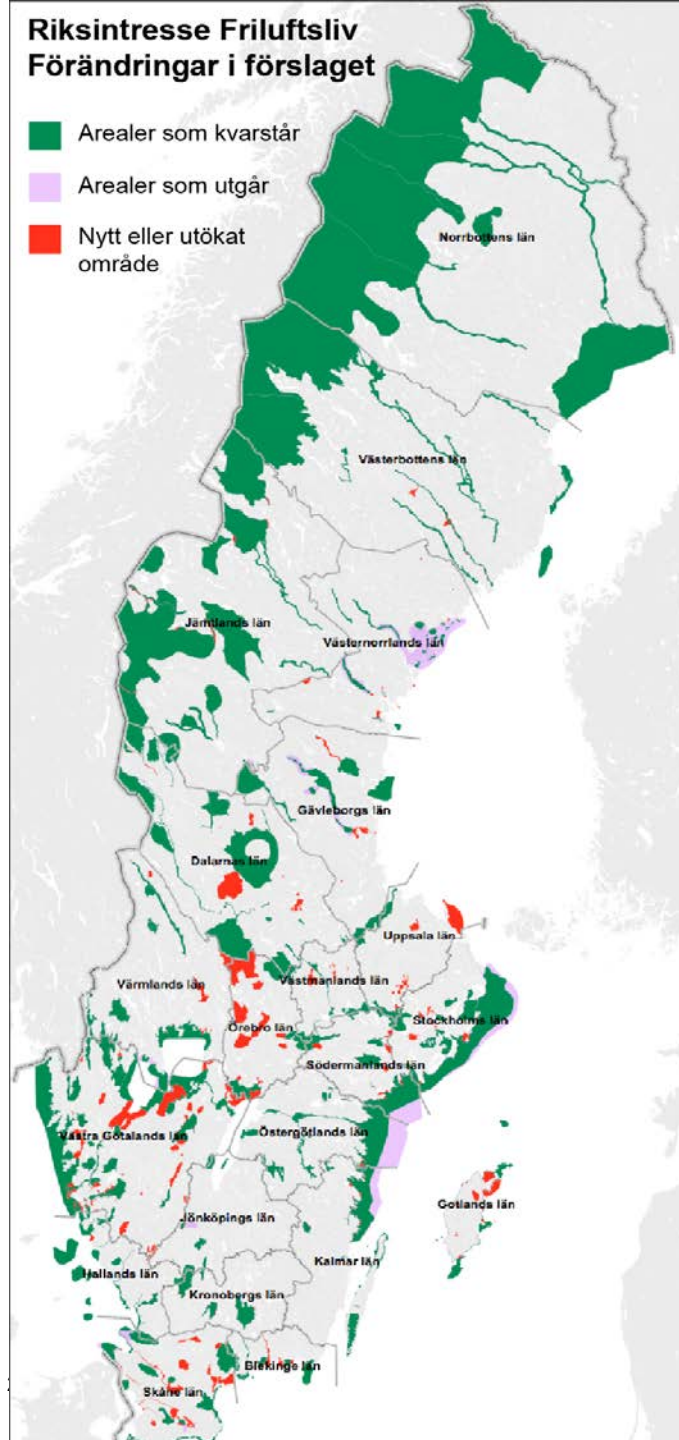 Riksintresse Friluftsliv
Förändringar i förslaget
Arealer som kvarstår
Arealer som utgår
Nytt eller utökat
område
Norrbottens län
Västerbottens län
Jämtlands län
Västernorrlands län
Gävleborgs län
Dalarnas län
Uppsala län
Värmlands län
Västmanlands län
Örebro län
Stockholms län
Södermanlands län
Västra Götalands län
Östergötlands län
Gotlands län
Jönköpings län
Kalmar län
Hallands län
Kronobergs län
Blekinge län
Skåne län